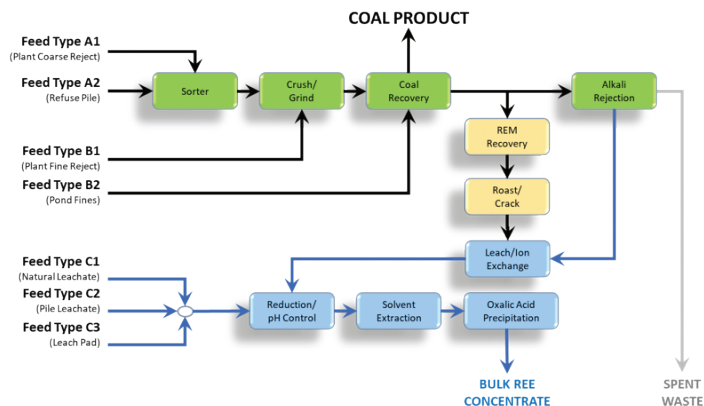 COAL PRODUCT
Feed Type A1
(Plant Coarse Reject)
Feed Type A2
(Refuse Pile)
Sorter
Crush/
Grind
Coal
Recovery
Alkali
Rejection
REM
Recovery
Feed Type B1
(Plant Fine Reject)
Feed Type B2
(Pond Fines)
Roast/
Crack
Leach/Ion
Exchange
Feed Type C1
(Natural Leachate)
Feed Type C2
(Pile Leachate)
Feed Type C3
(Leach Pad)
Reduction/
pH Control
Solvent
Extraction
Oxalic Acid
Precipitation
BULK REE
CONCENTRATE
SPENT
WASTE